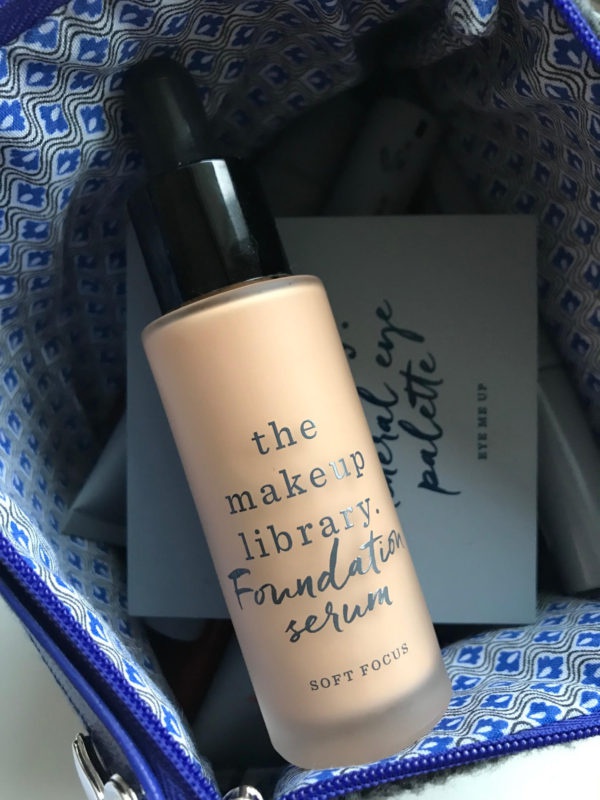 the
makeup
library.
Foundation
serum
SOFT FOCUS
eye
palette
EYE ME UP